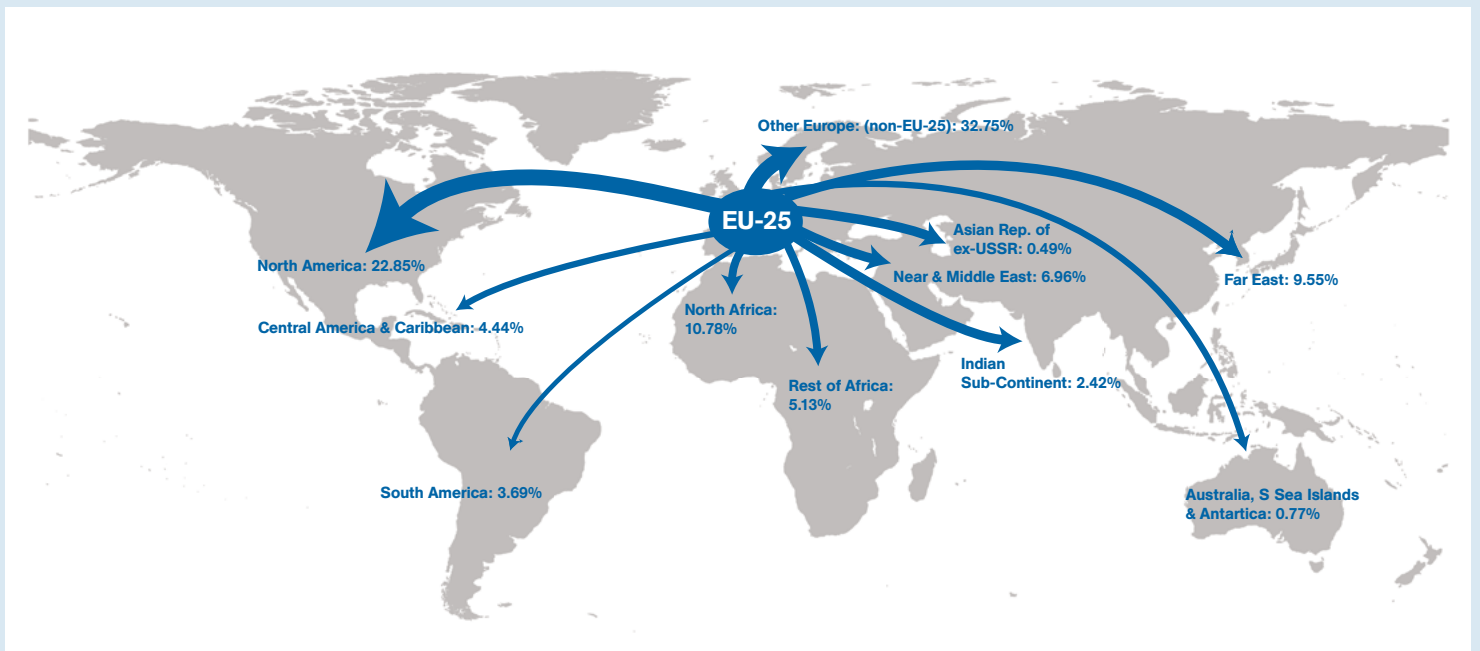 Other Europe: (non-EU-25): 32.75%
EU-25
Asian Rep. of
ex-USSR: 0.49%
North America: 22.85%
Near & Middle East: 6.96%
Far East: 9.55%
North Africa:
10.78%
Central America & Caribbean: 4.44%
Indian
Sub-Continent: 2.42%
Rest of Africa:
5.13%
South America: 3.69%
Australia, S Sea Islands
& Antartica: 0.77%